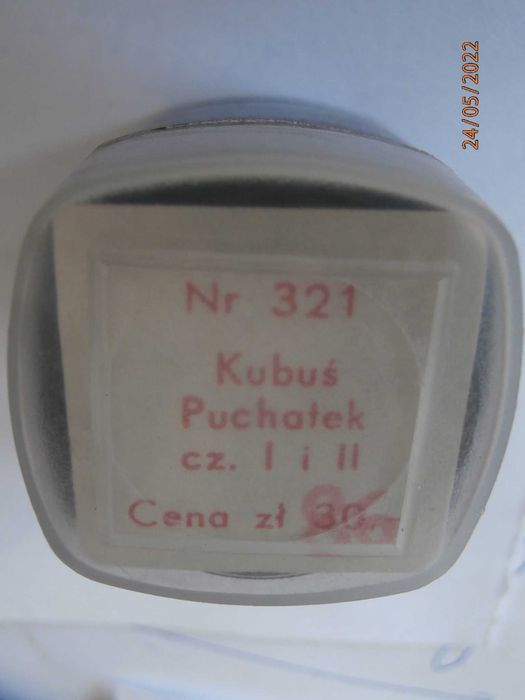 24/05/2022
Nr 321
Kubuś
Puchatek
cz. I i II
Cena zł 30